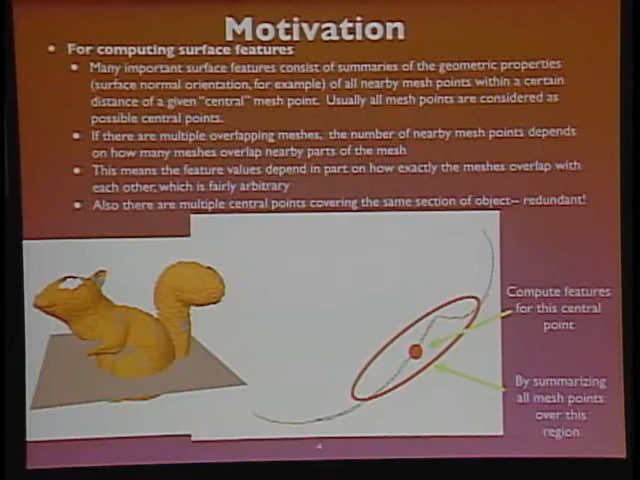 Motivation
For computing surface features
Many important surface features consist of summaries of the geometric properties
(surface normal orientation, for example) of all nearby mesh points within a certain
distance of a given "central" mesh point. Usually all mesh points are considered as
possible central points.
If there are multiple overlapping meshes, the number of nearby mesh points depends
on how many meshes overlap nearby parts of the mesh
This means the feature values depend in part on how exactly the meshes overlap with
each other, which is fairly arbitrary
Also there are multiple central points covering the same section of object-- redundant!
Compute features
for this central
point
By summarizing
all mesh points
over this
region